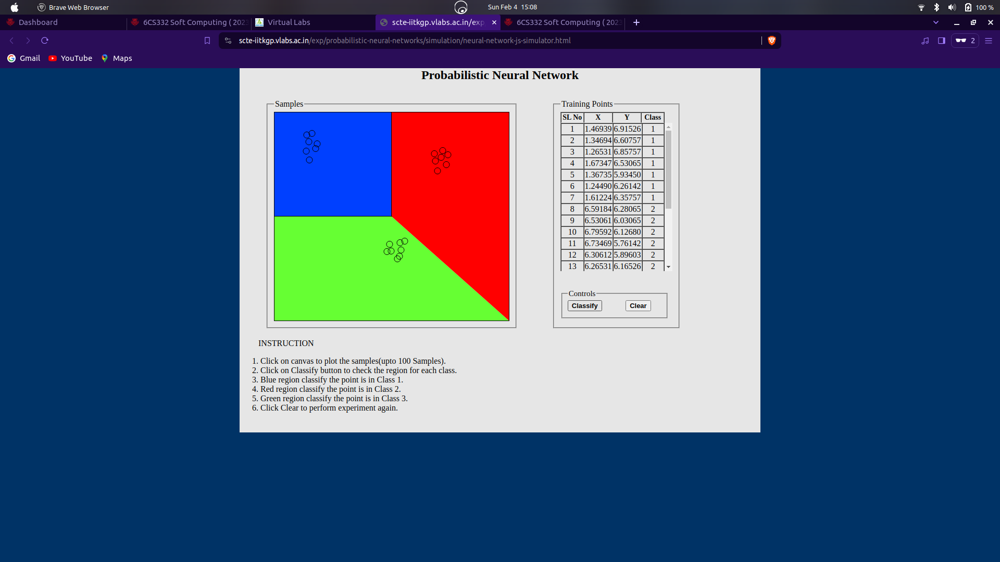 Brave Web Browser
Sun Feb 4 15:08
100 %
Dashboard
6CS332 Soft Computing ( 2023
Virtual Labs
scte-iitkgp.vlabs.ac.in/exp
6CS332 Soft Computing ( 2023
scte-iitkgp.vlabs.ac.in/exp/probabilistic-neural-networks/simulation/neural-network-js-simulator.html
2
Gmail
YouTube
Maps
Probabilistic Neural Network
Samples
Training Points
SL No X Y Class
1 1.46939 6.91526 1
2 1.34694 6.60757 1
3 1.26531 6.85757 1
4 1.67347 6.53065 1
5 1.36735 5.93450 1
6 1.24490 6.26142 1
7 1.61224 6.35757 1
8 6.59184 6.28065 2
9 6.53061 6.03065 2
10 6.79592 6.12680 2
11 6.73469 5.76142 2
12 6.30612 5.89603 2
13 6.26531 6.16526 2
Controls
Classify
Clear
INSTRUCTION
1. Click on canvas to plot the samples(upto 100 Samples).
2. Click on Classify button to check the region for each class.
3. Blue region classify the point is in Class 1.
4. Red region classify the point is in Class 2.
5. Green region classify the point is in Class 3.
6. Click Clear to perform experiment again.